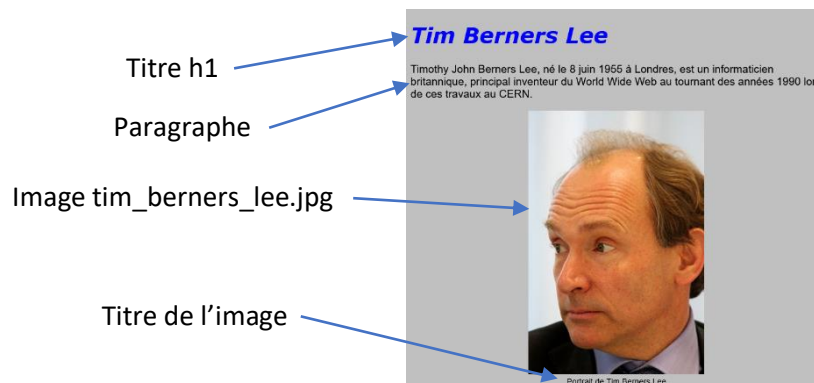 Tim Berners Lee
Titre h1
Timothy John Berners Lee, né le 8 juin 1955 à Londres, est un informaticien
britannique, principal inventeur du World Wide Web au tournant des années 1990 lor
de ces travaux au CERN.
Paragraphe
Image tim_berners_lee.jpg
Titre de l’image
Portrait de Tim Berners Lee